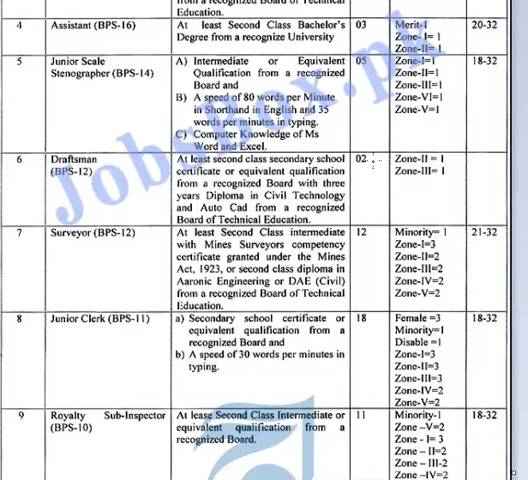 from a recognized Board of Technical
Education.
4 Assistant (BPS-16) At least Second Class Bachelor's 03 Merit-1 20-32
Degree from a recognize University Zone- I= 1
Zone-II= 1
5 Junior Scale A) Intermediate or Equivalent 05 Zone-I=1 18-32
Stenographer (BPS-14) Qualification from a recognized Zone-II=1
Board and Zone-III=1
B) A speed of 80 words per Minute Zone-VI=1
in Shorthand in English and 35 Zone-V=1
words per minutes in typing.
C) Computer Knowledge of Ms
Word and Excel.
6 Draftsman At least second class secondary school 02 Zone-II = 1
(BPS-12) certificate or equivalent qualification Zone-III= 1
from a recognized Board with three
years Diploma in Civil Technology
and Auto Cad from a recognized
Board of Technical Education.
7 Surveyor (BPS-12) At least Second Class intermediate 12 Minority= 1 21-32
with Mines Surveyors competency Zone-I=3
certificate granted under the Mines Zone-II=2
Act, 1923, or second class diploma in Zone-III=2
Aaronic Engineering or DAE (Civil) Zone-IV=2
from a recognized Board of Technical Zone-V=2
Education.
8 Junior Clerk (BPS-11) a) Secondary school certificate or 18 Female =3 18-32
equivalent qualification from a Minority=1
recognized Board and Disable =1
b) A speed of 30 words per minutes in Zone-I=3
typing. Zone-II=3
Zone-III=3
Zone-IV=2
Zone-V=2
9 Royalty Sub-Inspector At lease Second Class Intermediate or 11 Minority-1 18-32
(BPS-10) equivalent qualification from a Zone –V=2
recognized Board. Zone - I= 3
Zone – II=2
Zone – III-2
Zone –IV=2
JobsBox.pk